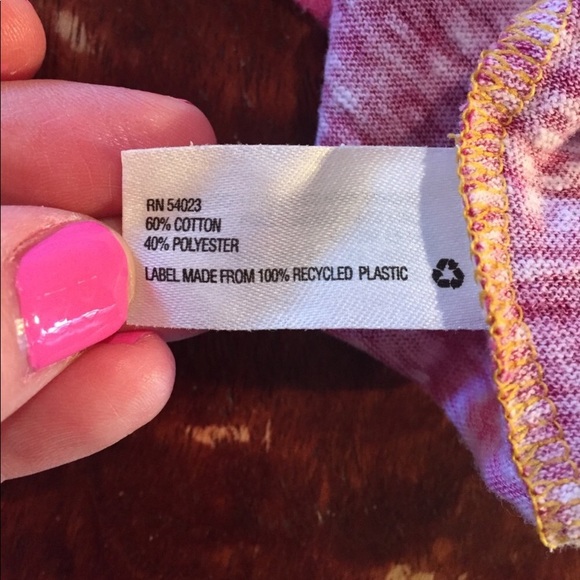 RN 54023
60% COTTON
40% POLYESTER
LABEL MADE FROM 100% RECYCLED PLASTIC